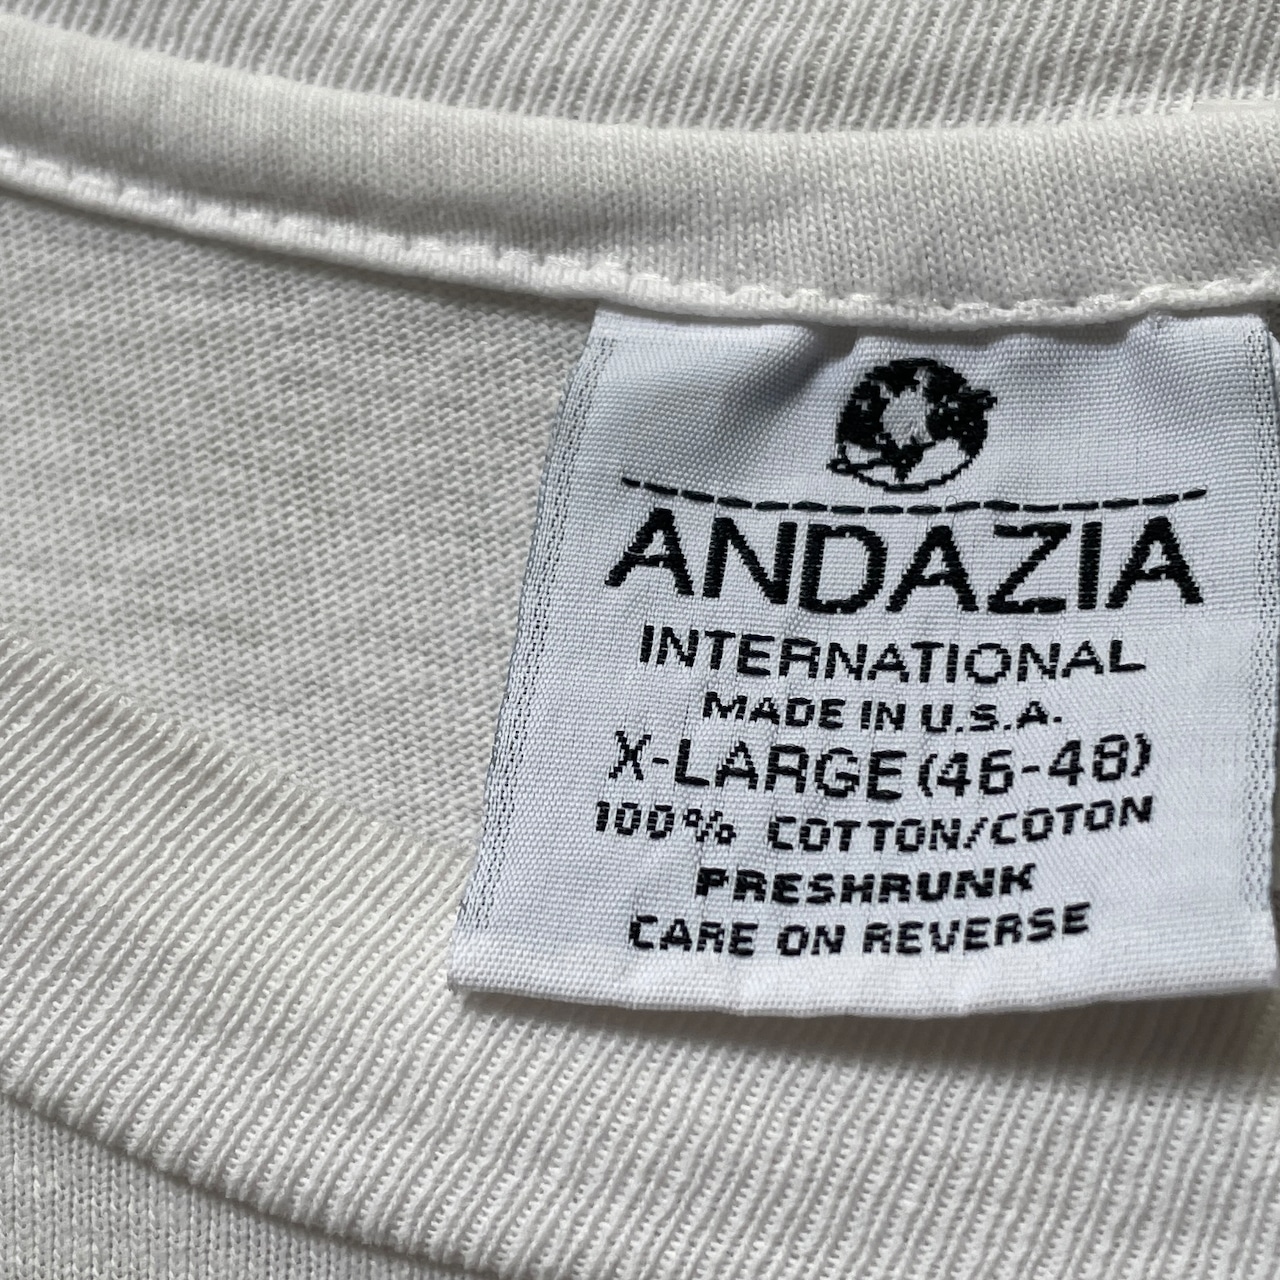 ANDAZIA
INTERNATIONAL
MADE IN U.S.A.
X-LARGE (46-48)
100% COTTON/COTON
PRESHRUNK
CARE ON REVERSE